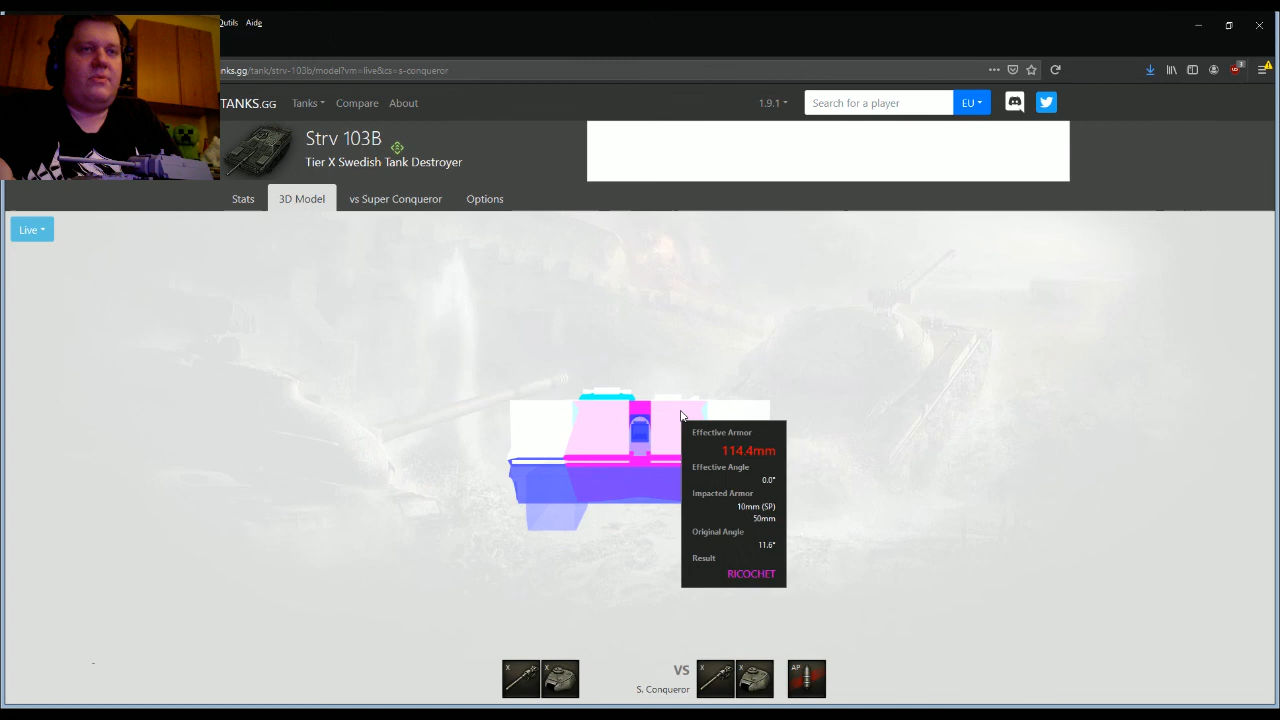 Outils Aide
nks.gg/tank/strv-103b/model?vm=live&cs=s-conqueror
TANKS.GG Tanks Compare About 1.9.1 Search for a player EU
Strv 103B
Tier X Swedish Tank Destroyer
Stats 3D Model vs Super Conqueror Options
Live
Effective Armor
114.4mm
Effective Angle
0.0°
Impacted Armor
10mm (SP)
50mm
Original Angle
11.6°
Result
RICOCHET
X X VS X X AP
S. Conqueror